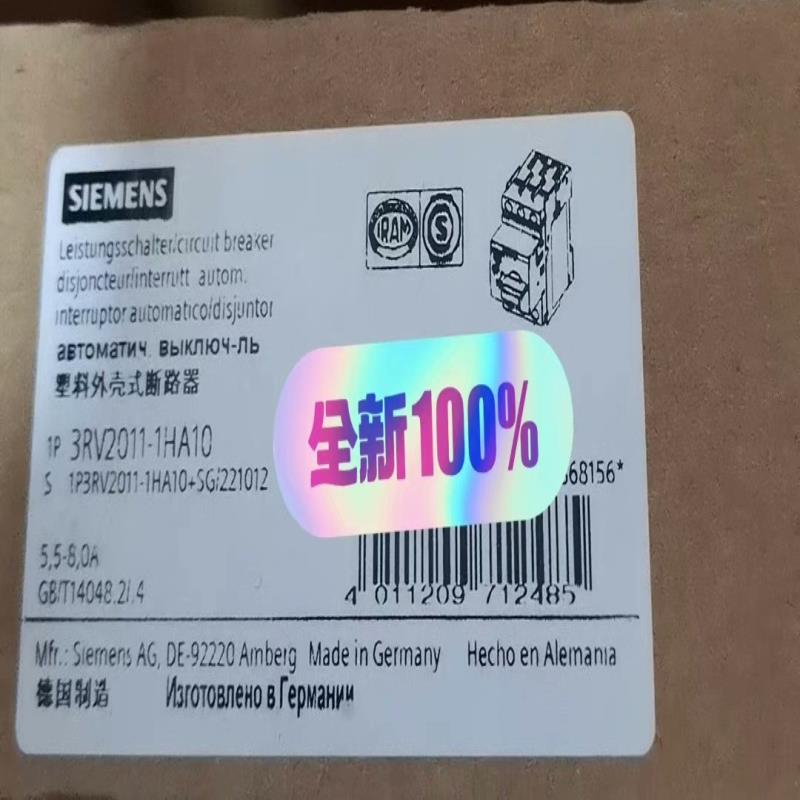 SIEMENS
Leistungsschalter/circuit breaker
disjoncteur/interrutt. autom.
interruptor automatico/disjuntor
автоматич. выключ-ль
塑料外壳式断路器
IRAM S
1P 3RV2011-1HA10
S 1P3RV2011-1HA10+SG/221012
68156*
全新100%
5,5-8,0A
GB/T14048.2/.4
4 011209 712485
Mfr.: Siemens AG, DE-92220 Amberg Made in Germany Hecho en Alemania
德国制造 Изготовлено в Германии